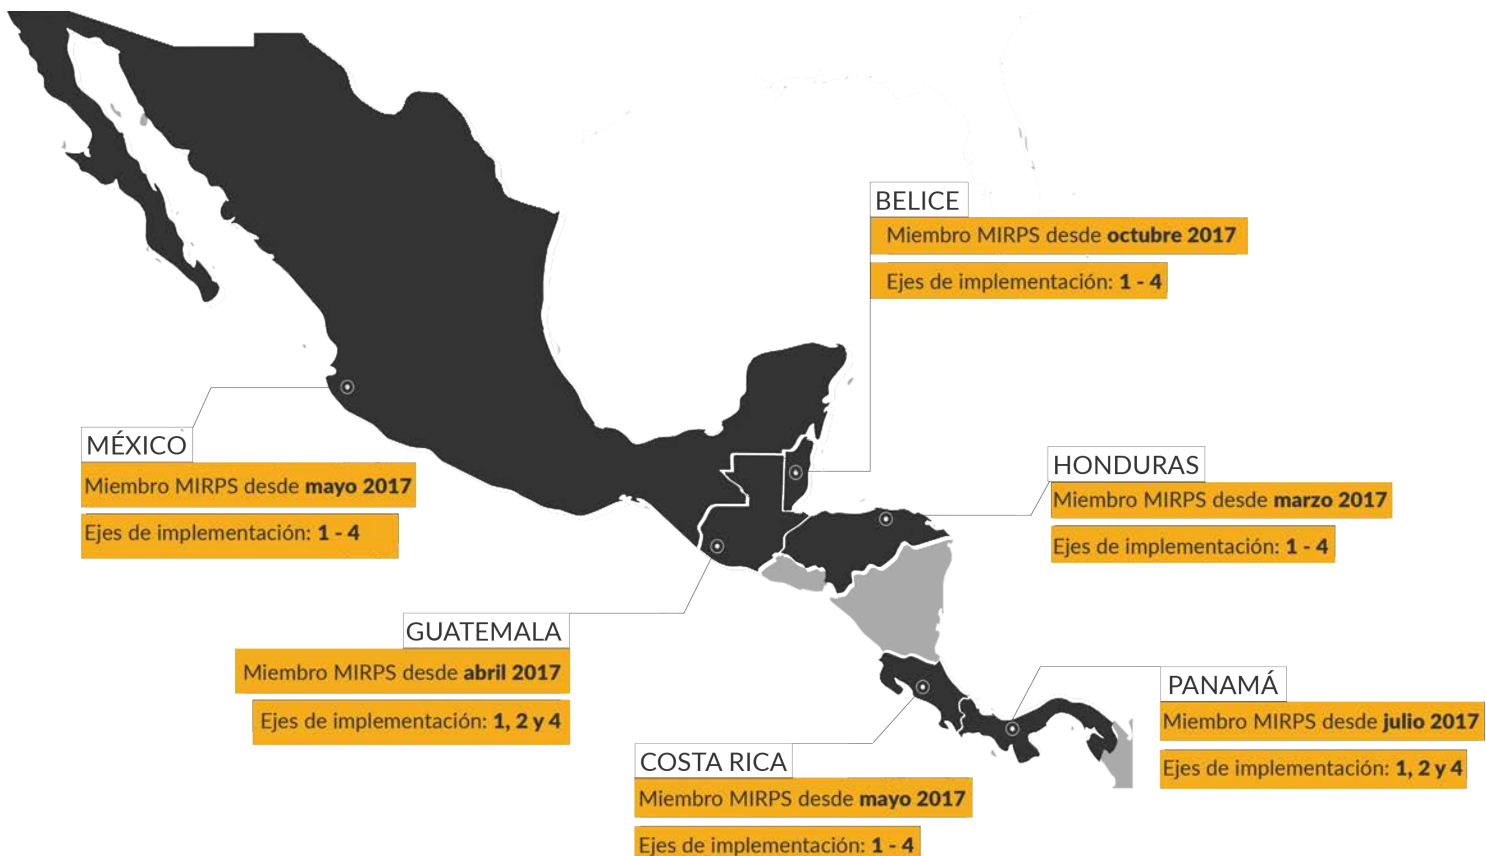 BELICE
Miembro MIRPS desde octubre 2017
Ejes de implementación: 1 - 4
MÉXICO
Miembro MIRPS desde mayo 2017
Ejes de implementación: 1 - 4
HONDURAS
Miembro MIRPS desde marzo 2017
Ejes de implementación: 1 - 4
GUATEMALA
Miembro MIRPS desde abril 2017
Ejes de implementación: 1, 2 y 4
PANAMÁ
Miembro MIRPS desde julio 2017
Ejes de implementación: 1, 2 y 4
COSTA RICA
Miembro MIRPS desde mayo 2017
Ejes de implementación: 1 - 4